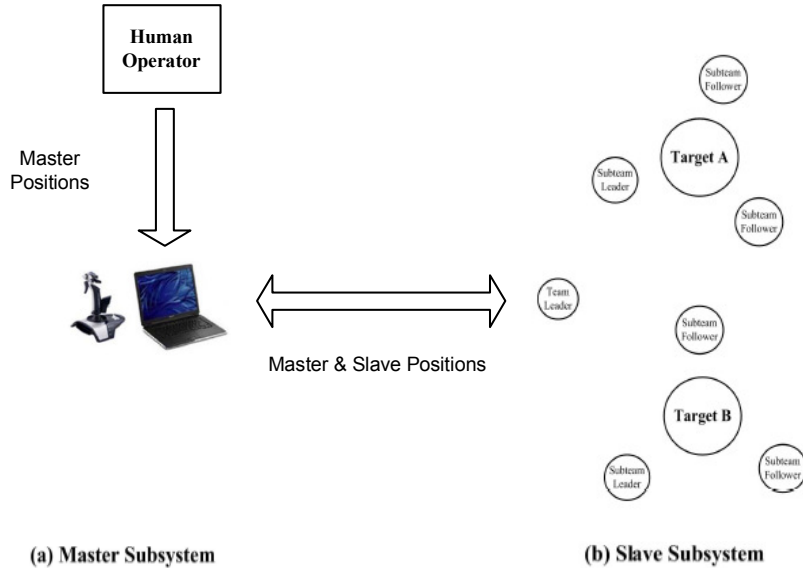 Human
Operator
Master
Positions
Master & Slave Positions
(a) Master Subsystem
Subteam
Follower
Target A
Subteam
Leader
Subteam
Follower
Team
Leader
Subteam
Follower
Target B
Subteam
Leader
Subteam
Follower
(b) Slave Subsystem